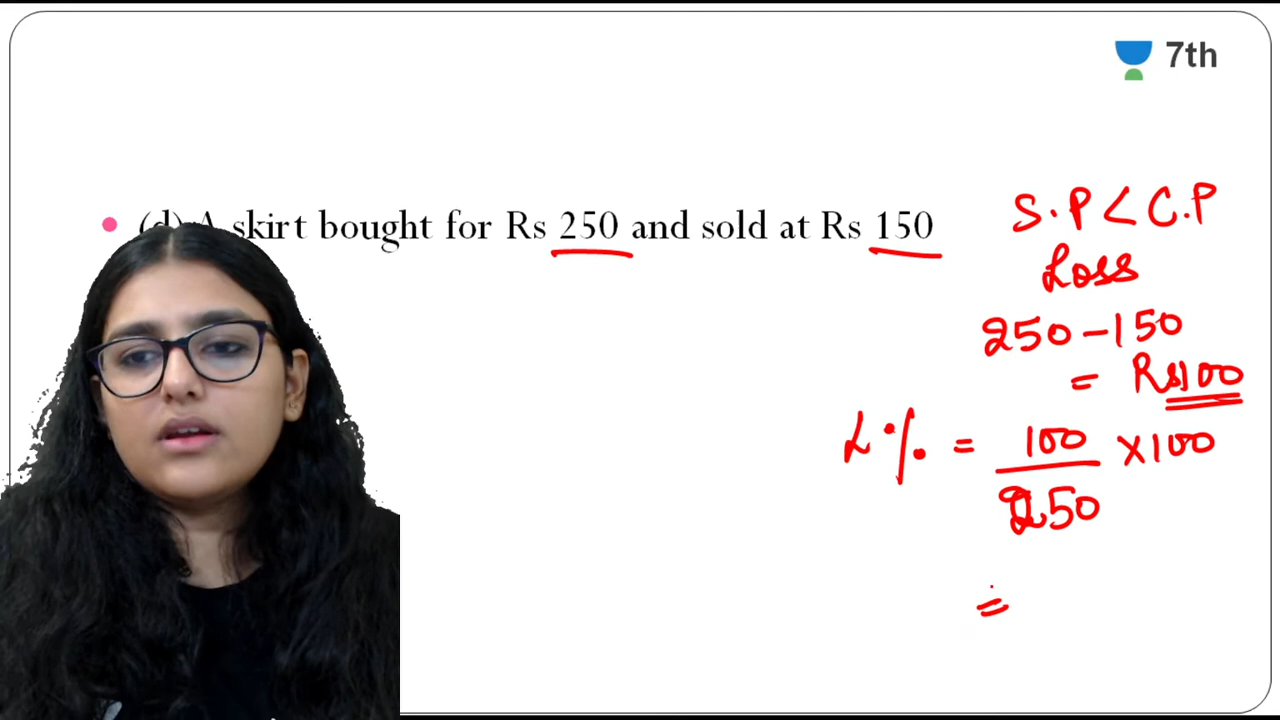 7th
(d) A skirt bought for Rs 250 and sold at Rs 150
S.P < C.P
Loss
250 - 150
= Rs100
L% = 100/250 × 100
=